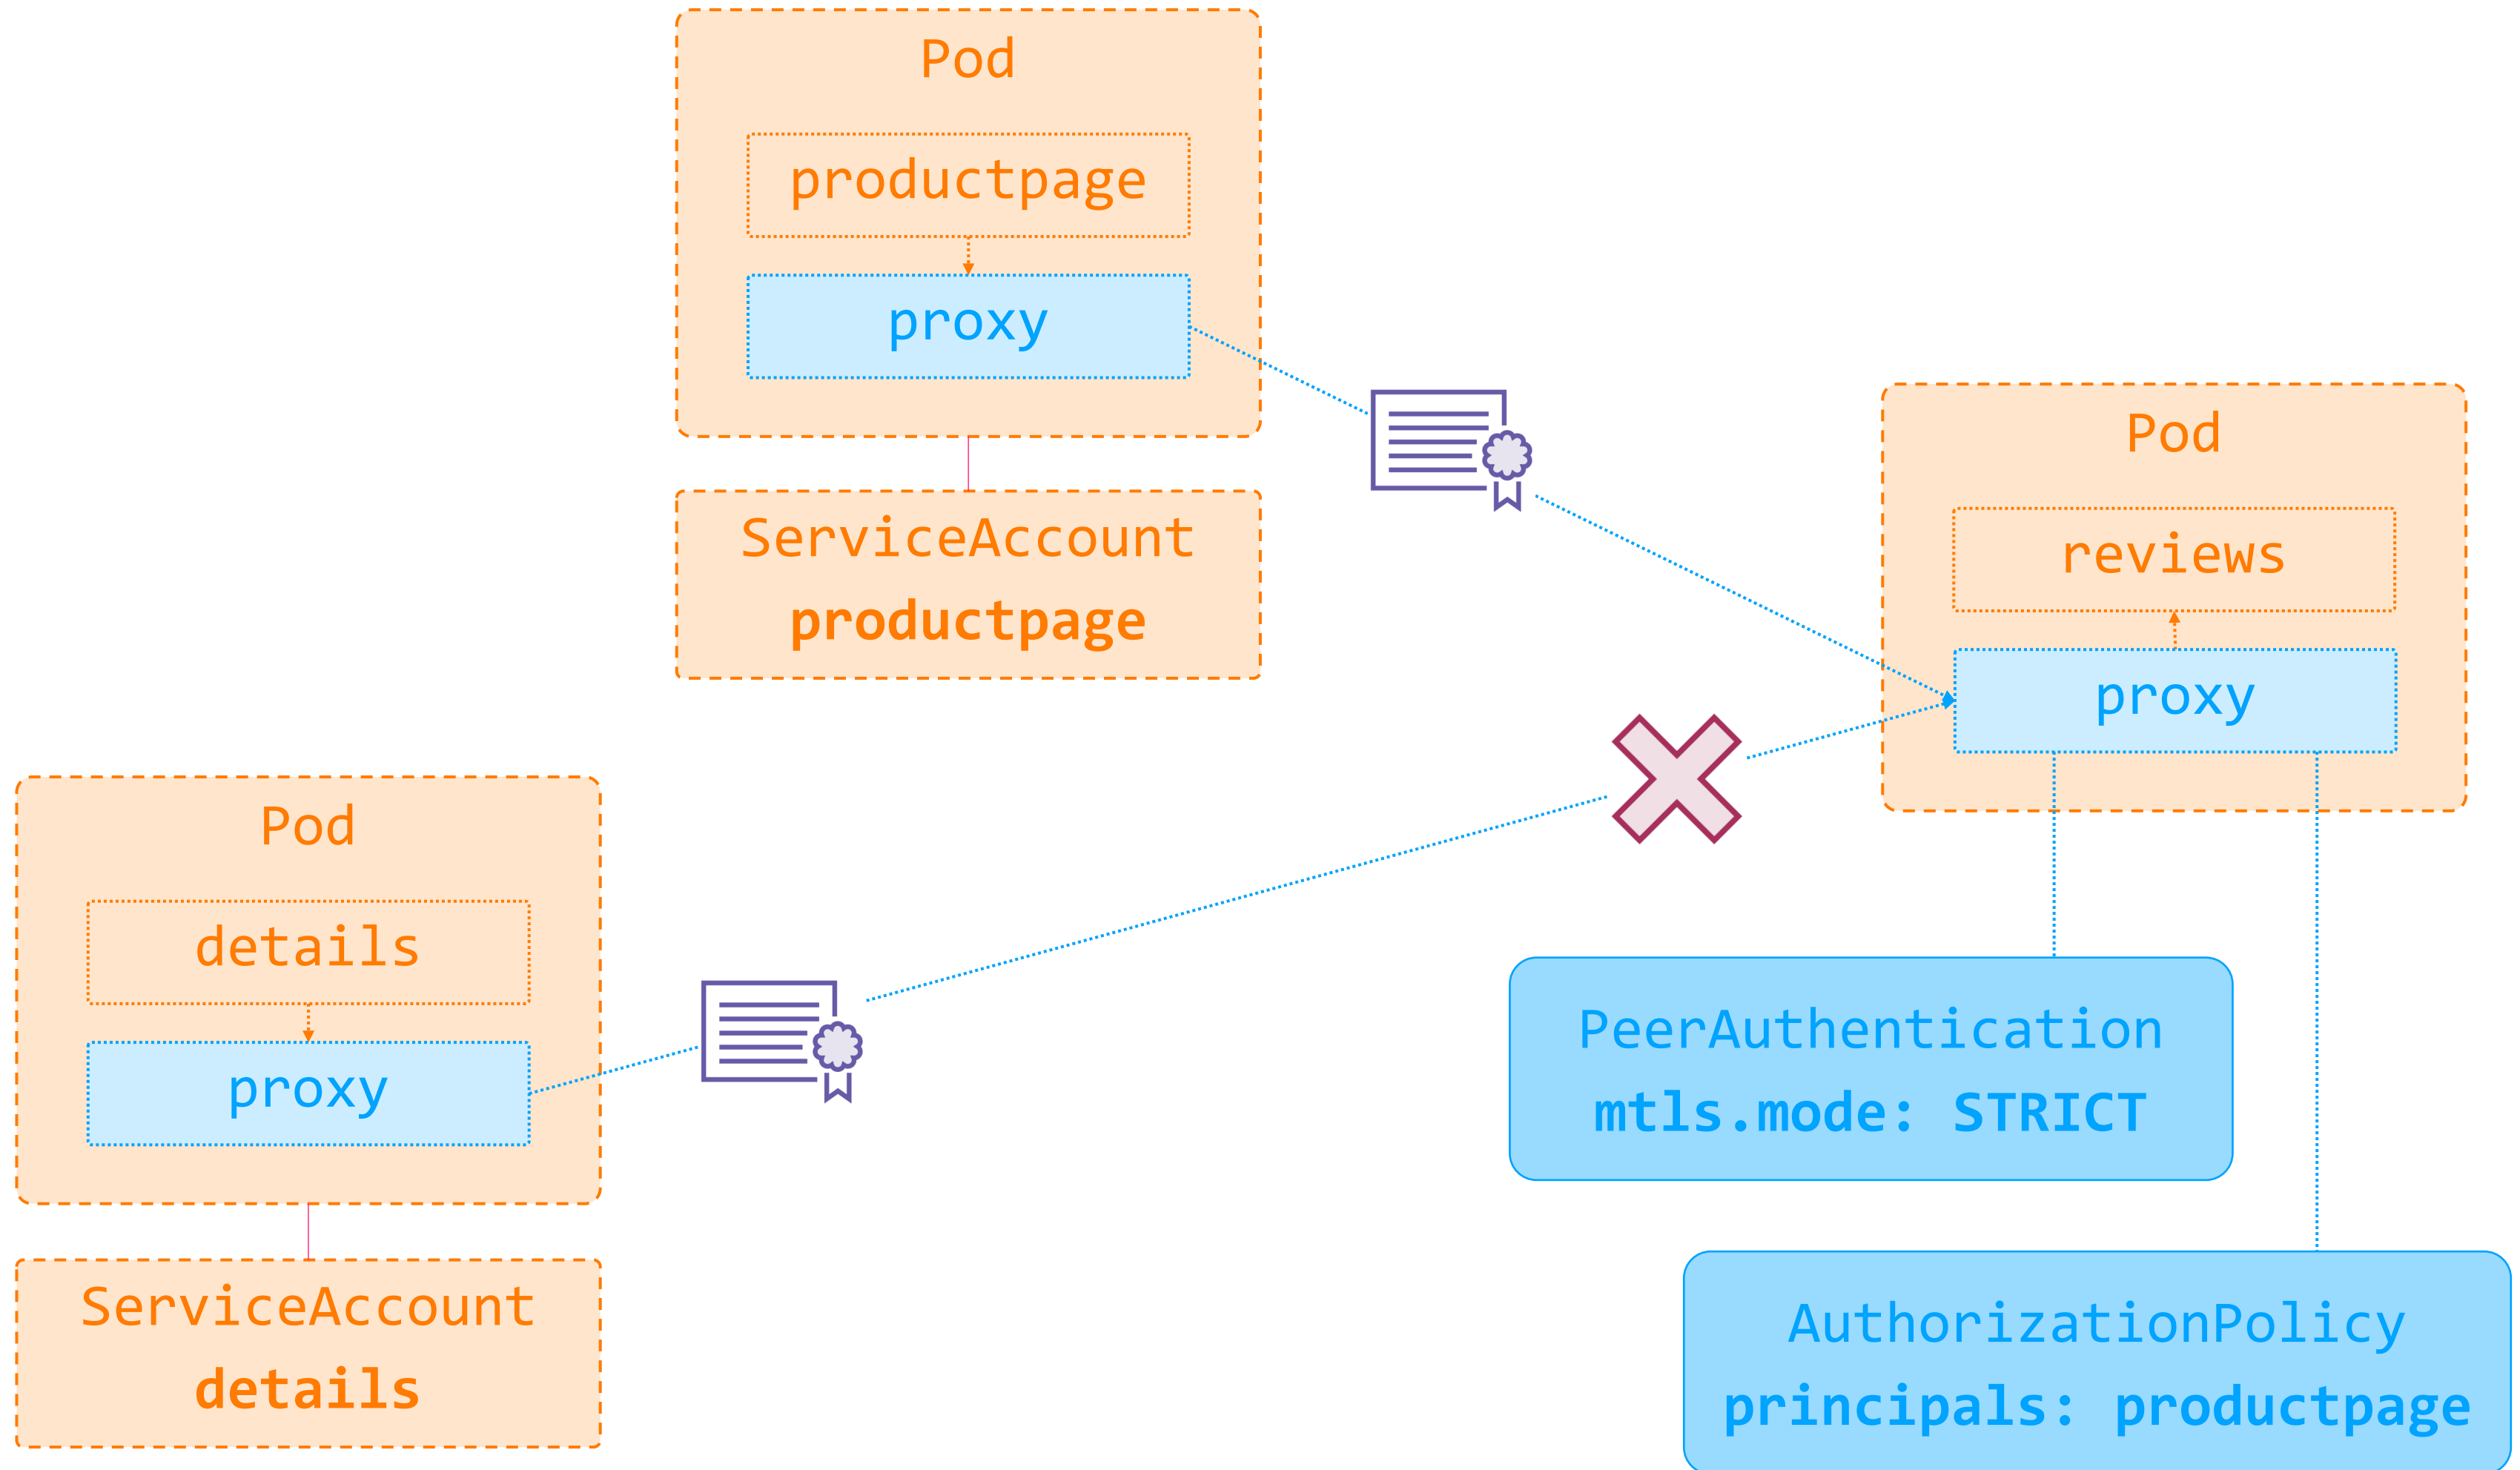 Pod
productpage
proxy
ServiceAccount
productpage
Pod
reviews
proxy
Pod
details
proxy
ServiceAccount
details
PeerAuthentication
mtls.mode: STRICT
AuthorizationPolicy
principals: productpage